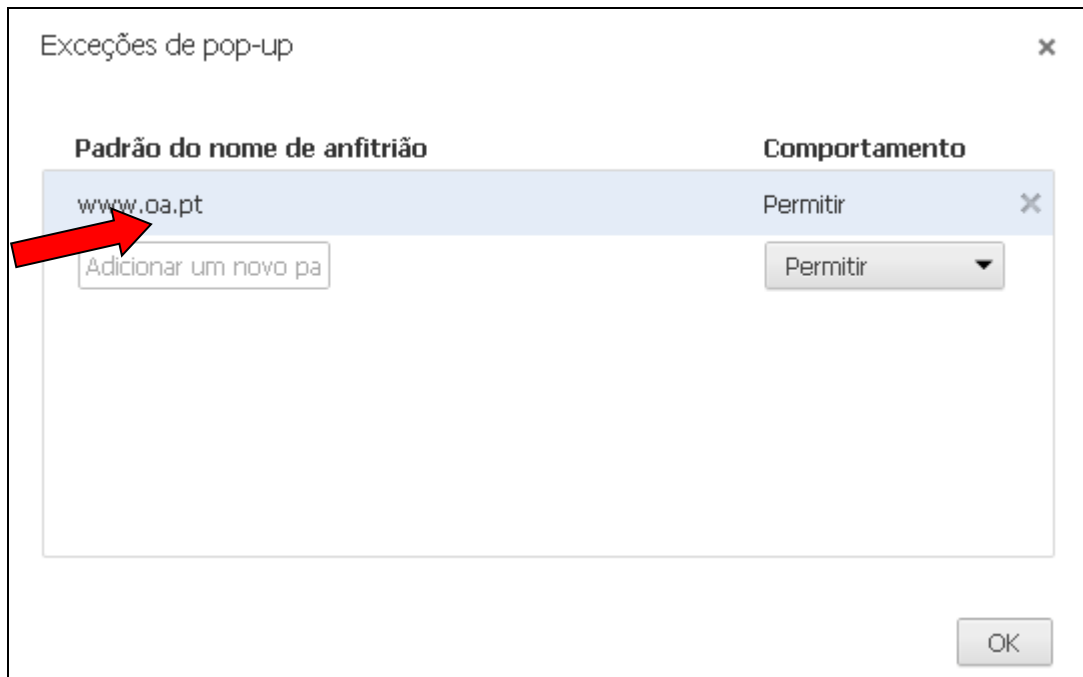 Exceções de pop-up
Padrão do nome de anfitrião Comportamento
www.oa.pt Permitir
Adicionar um novo pa Permitir
OK